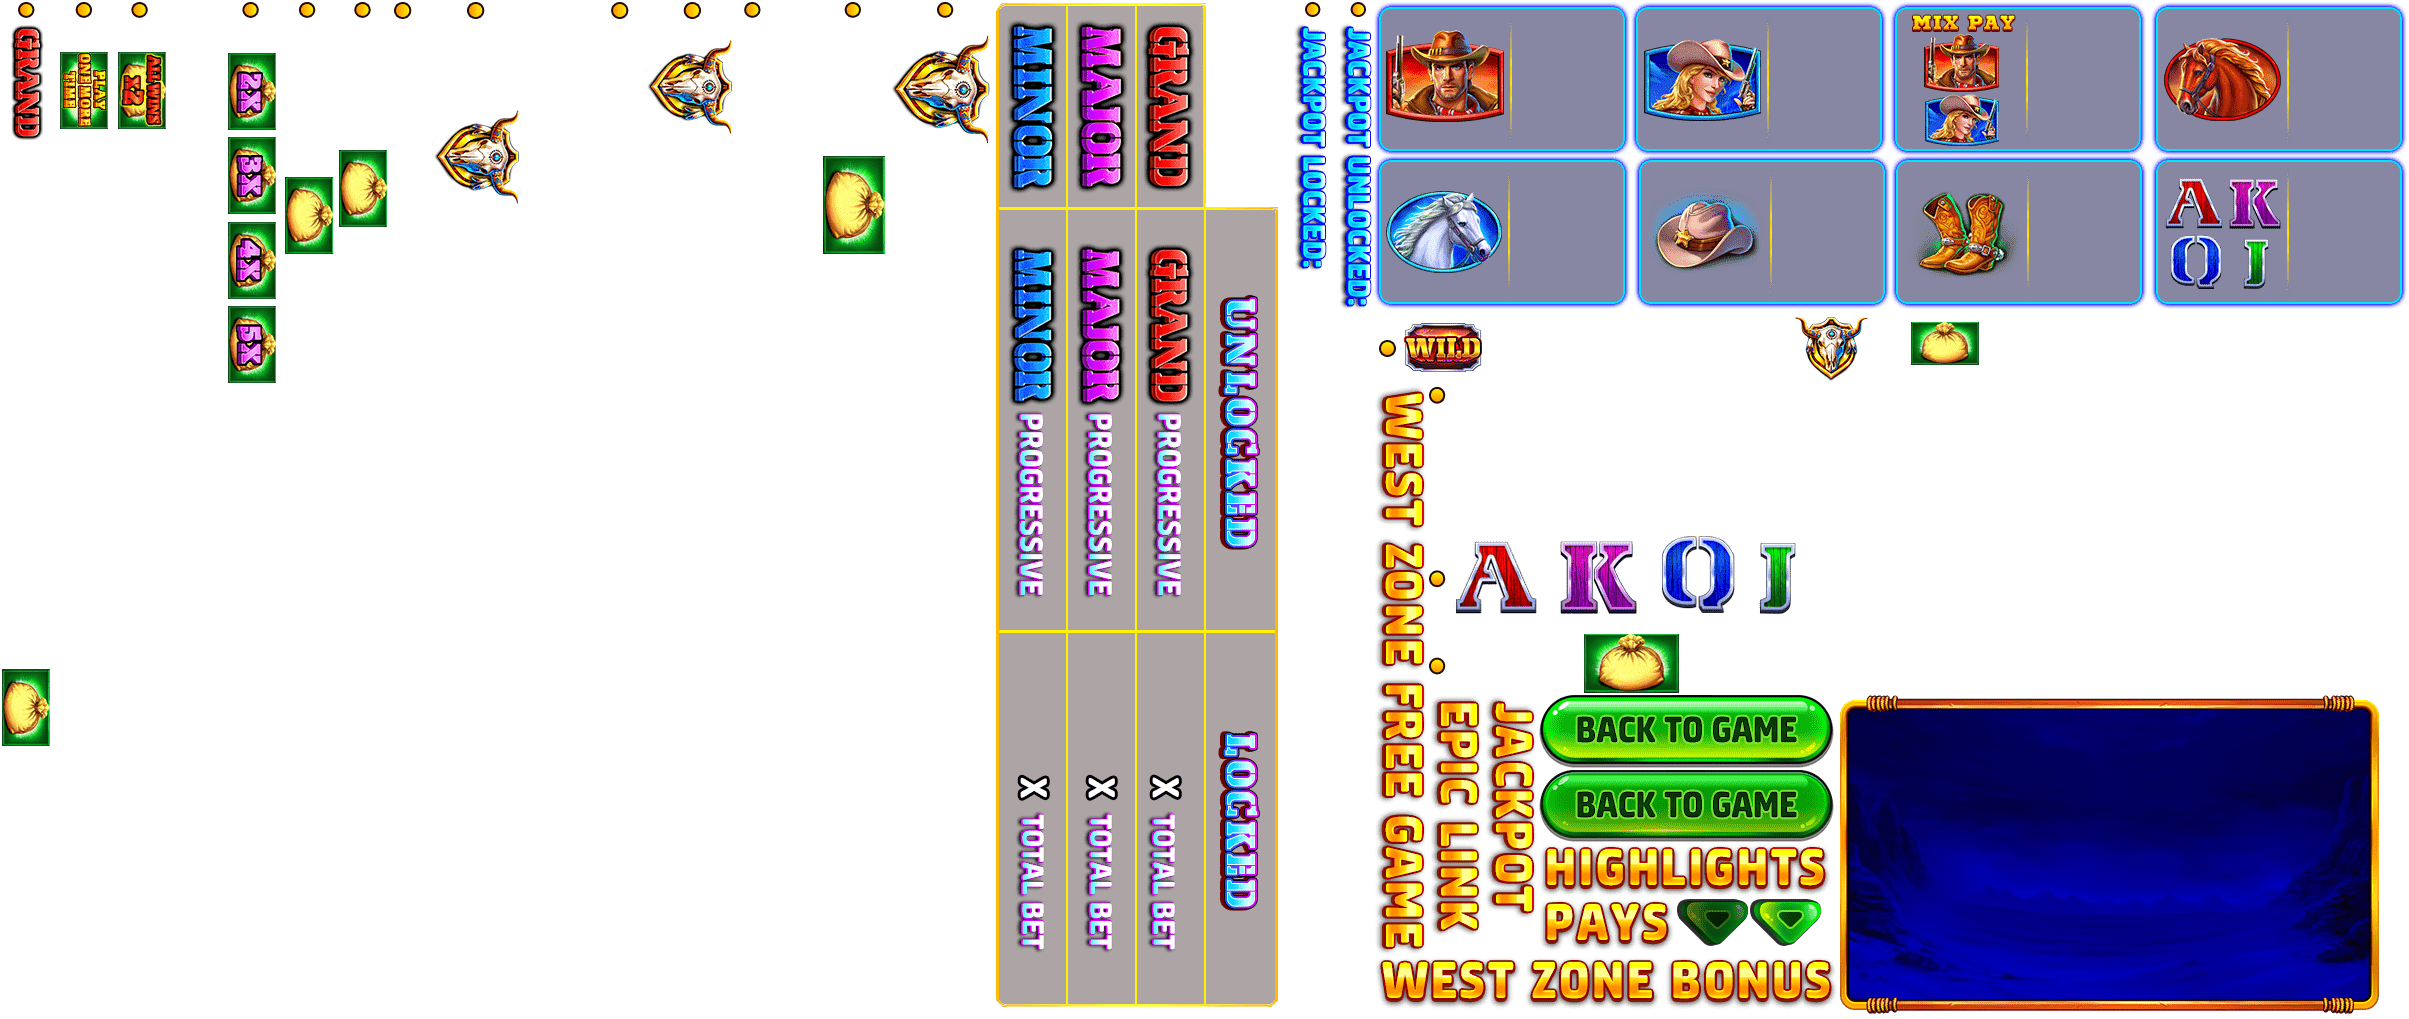 GRAND
PLAY
ONE MORE
TIME
ALL WINS
X2
2X
3X
4X
5X
GRAND
MAJOR
MINOR
UNLOCKED
GRAND PROGRESSIVE
MAJOR PROGRESSIVE
MINOR PROGRESSIVE
LOCKED
X TOTAL BET
X TOTAL BET
X TOTAL BET
JACKPOT LOCKED:
JACKPOT UNLOCKED:
MIX PAY
A K
Q J
WILD
WEST ZONE FREE GAME
A K Q J
JACKPOT
EPIC LINK
BACK TO GAME
BACK TO GAME
HIGHLIGHTS
PAYS
WEST ZONE BONUS